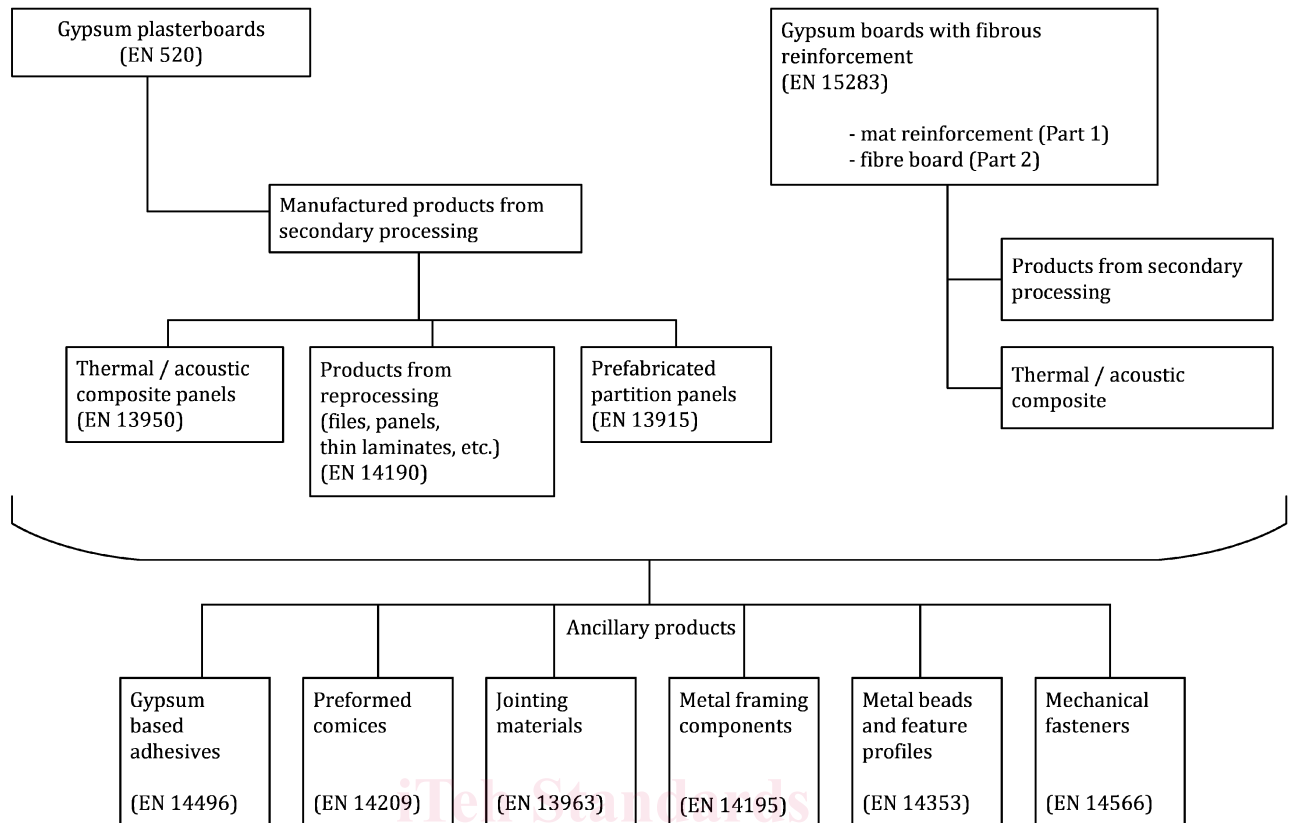 Gypsum plasterboards
(EN 520)
Gypsum boards with fibrous
reinforcement
(EN 15283)
- mat reinforcement (Part 1)
- fibre board (Part 2)
Manufactured products from
secondary processing
Products from secondary
processing
Thermal / acoustic
composite
Thermal / acoustic
composite panels
(EN 13950)
Products from
reprocessing
(files, panels,
thin laminates, etc.)
(EN 14190)
Prefabricated
partition panels
(EN 13915)
Ancillary products
Gypsum
based
adhesives
(EN 14496)
Preformed
comices
(EN 14209)
Jointing
materials
(EN 13963)
Metal framing
components
(EN 14195)
Metal beads
and feature
profiles
(EN 14353)
Mechanical
fasteners
(EN 14566)
iTeh Standards